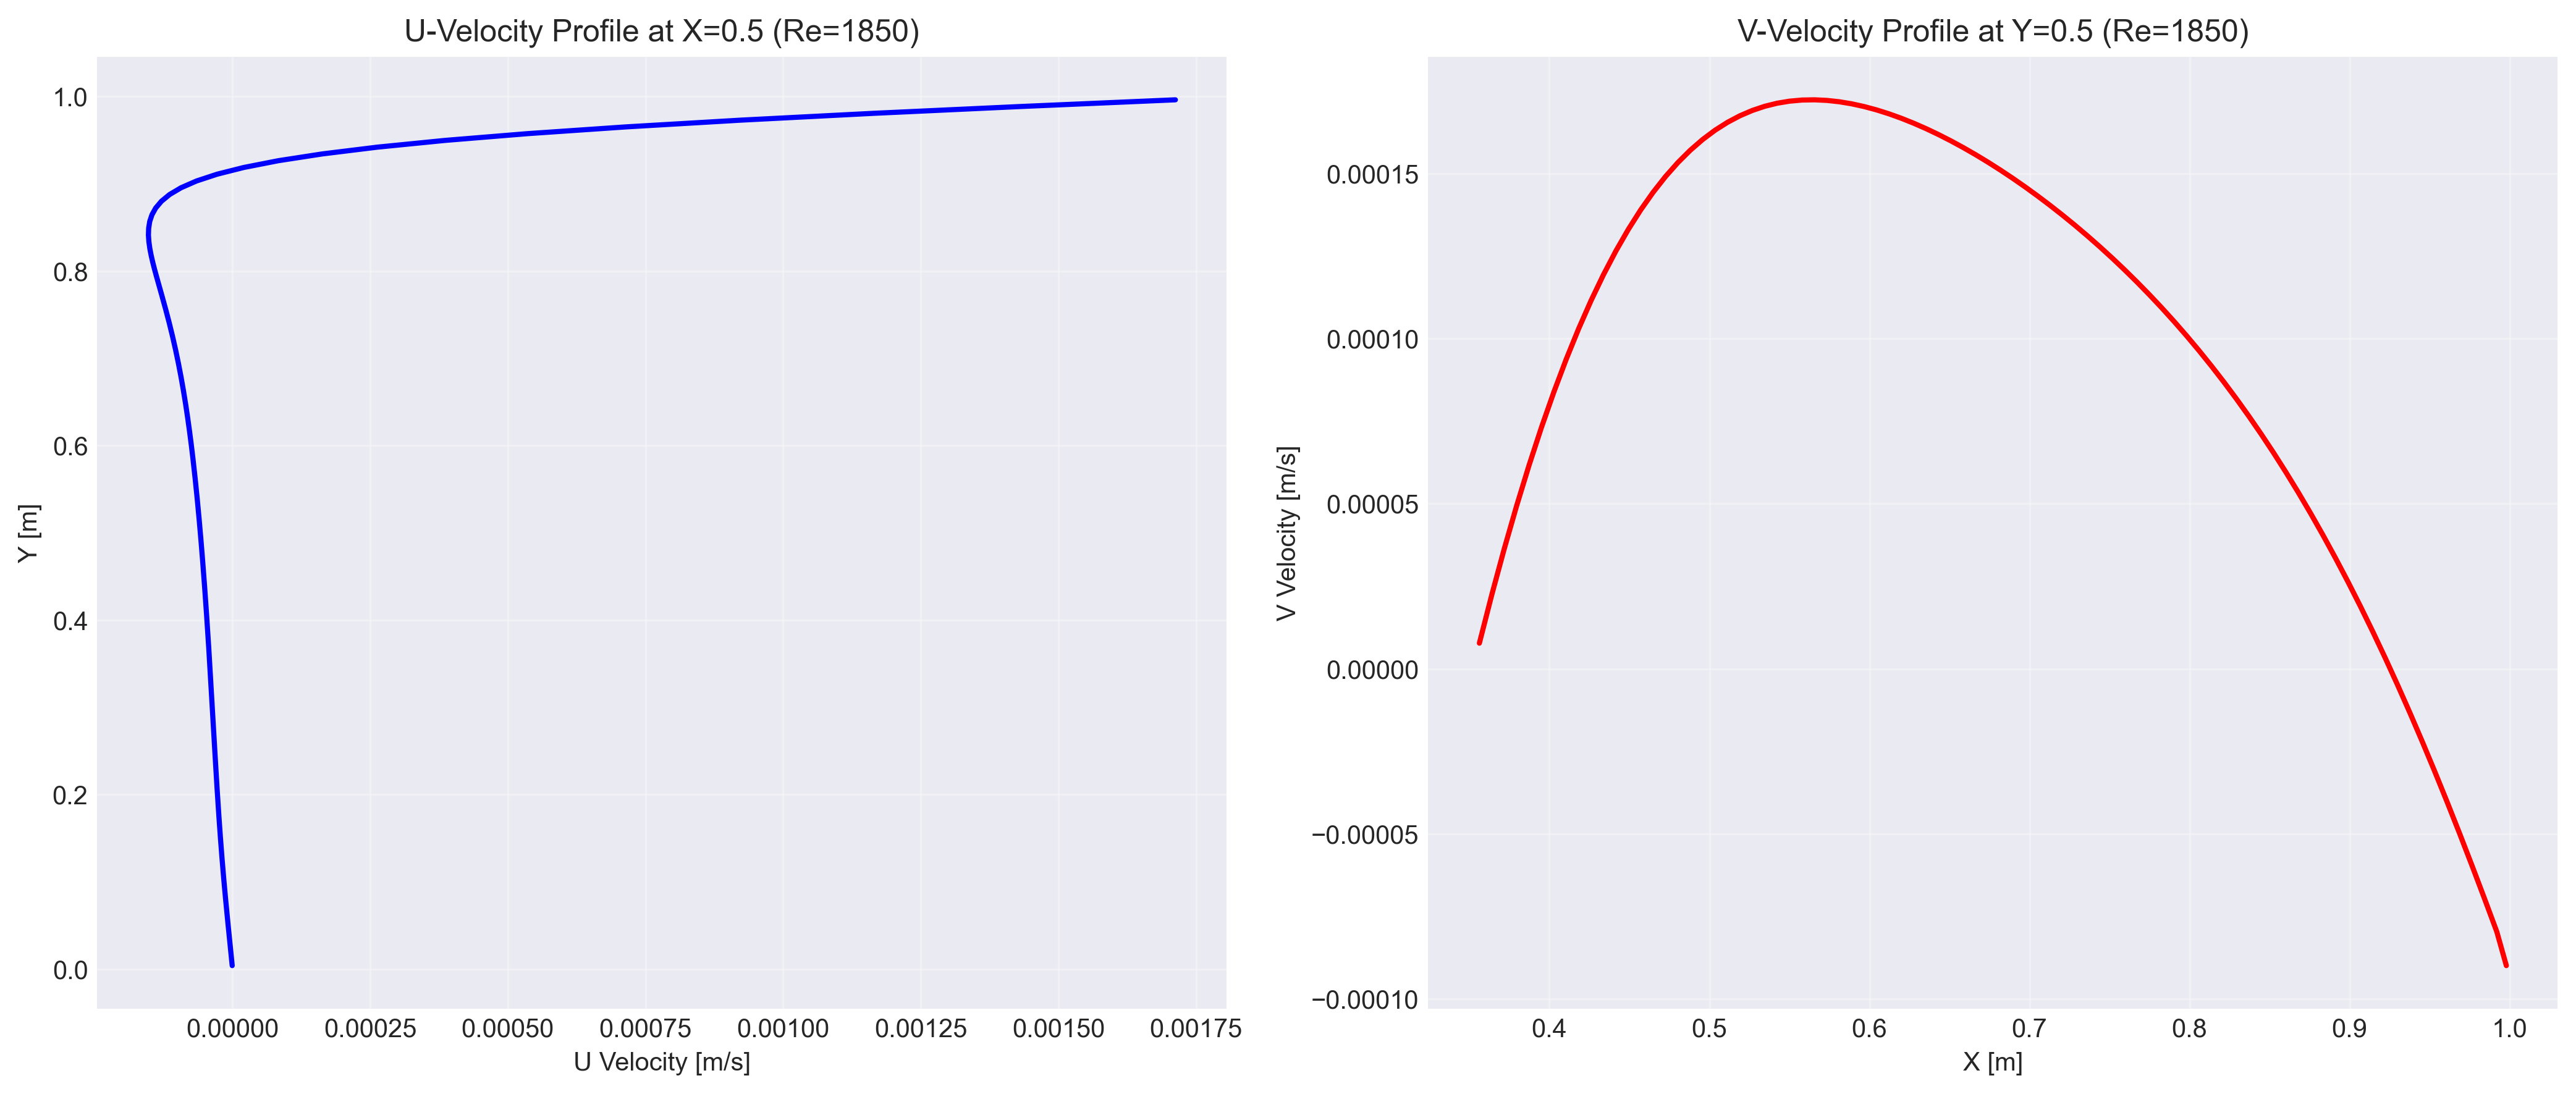 U-Velocity Profile at X=0.5 (Re=1850)
1.0
0.8
0.6
0.4
0.2
0.0
Y [m]
0.00000 0.00025 0.00050 0.00075 0.00100 0.00125 0.00150 0.00175
U Velocity [m/s]
V-Velocity Profile at Y=0.5 (Re=1850)
0.00015
0.00010
0.00005
0.00000
−0.00005
−0.00010
V Velocity [m/s]
0.4 0.5 0.6 0.7 0.8 0.9 1.0
X [m]